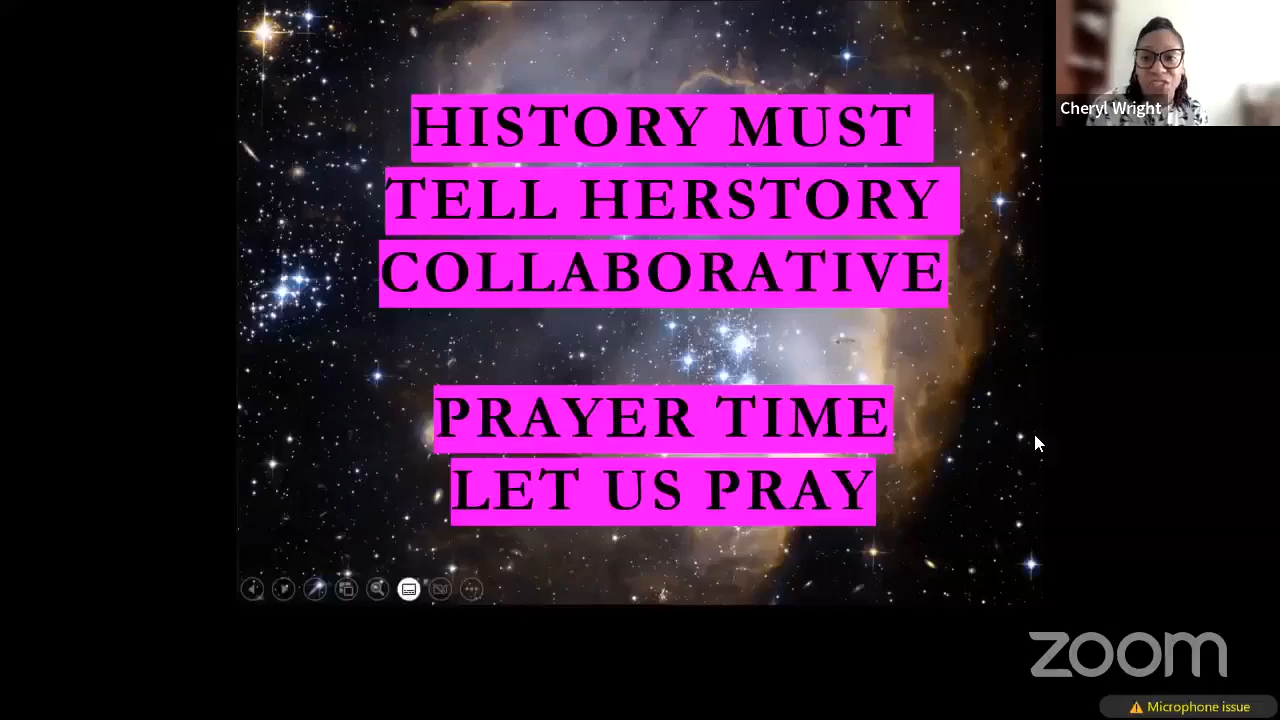 HISTORY MUST
TELL HERSTORY
COLLABORATIVE
PRAYER TIME
LET US PRAY
Cheryl Wright
zoom
Microphone issue